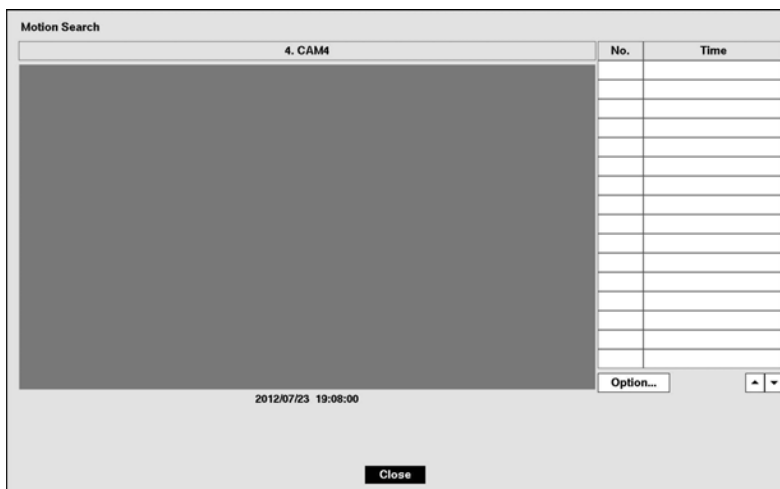 Motion Search
4. CAM4
No. Time
Option...
2012/07/23 19:08:00
Close